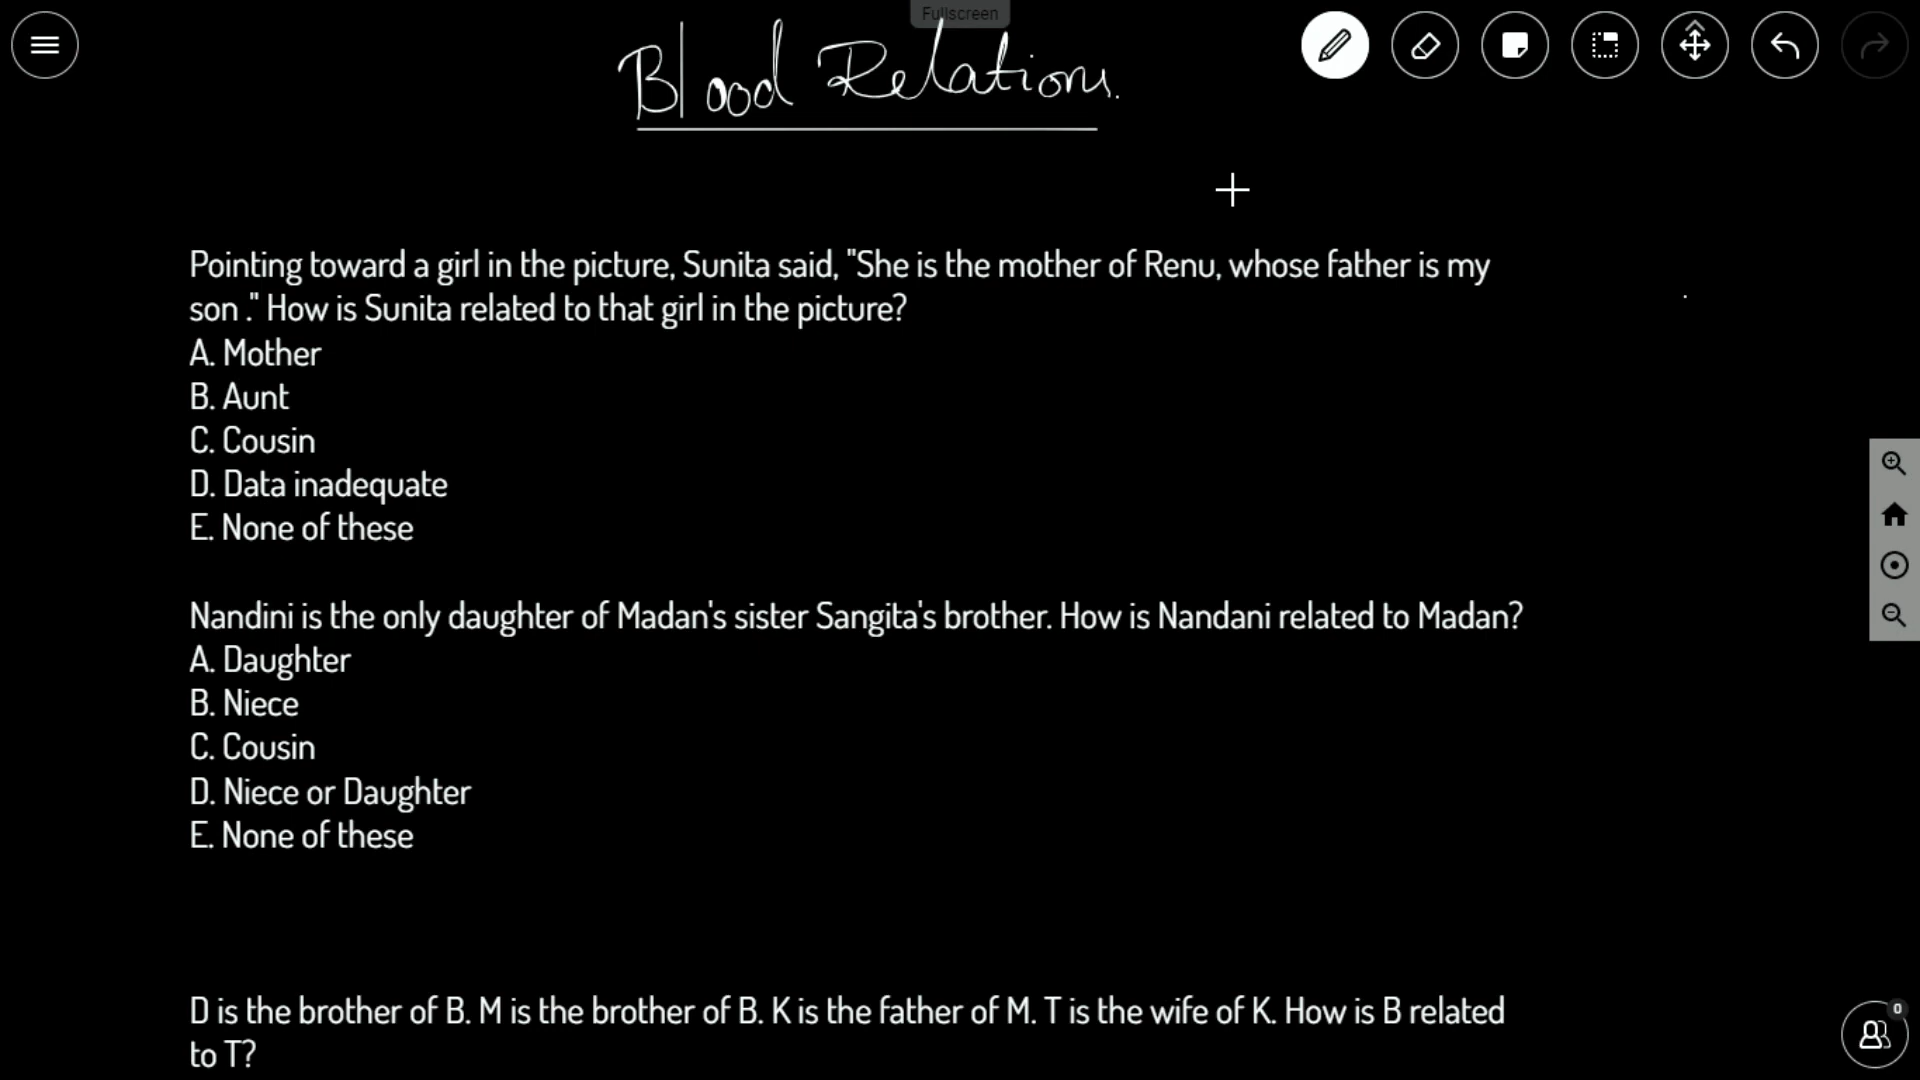 Fullscreen
Blood Relations.
Pointing toward a girl in the picture, Sunita said, "She is the mother of Renu, whose father is my
son ." How is Sunita related to that girl in the picture?
A. Mother
B. Aunt
C. Cousin
D. Data inadequate
E. None of these
Nandini is the only daughter of Madan's sister Sangita's brother. How is Nandani related to Madan?
A. Daughter
B. Niece
C. Cousin
D. Niece or Daughter
E. None of these
D is the brother of B. M is the brother of B. K is the father of M. T is the wife of K. How is B related
to T?
0